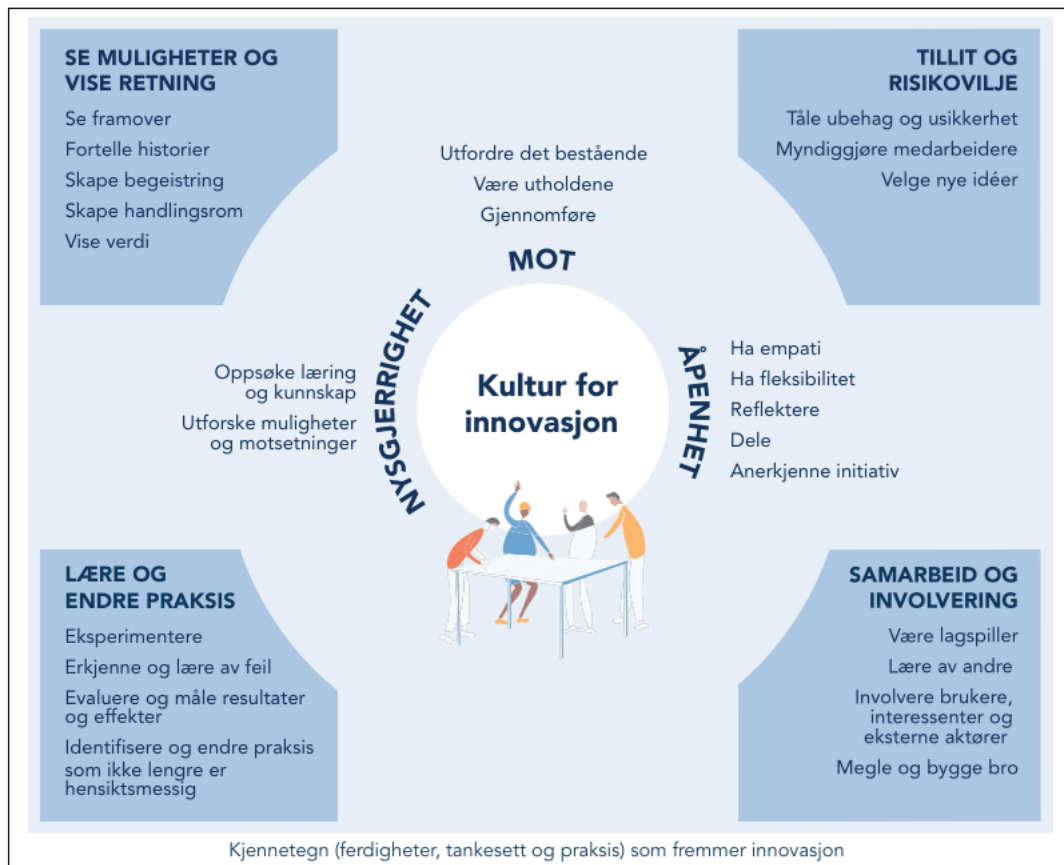 SE MULIGHETER OG
VISE RETNING
Se framover
Fortelle historier
Skape begeistring
Skape handlingsrom
Vise verdi
TILLIT OG
RISIKOVILJE
Tåle ubehag og usikkerhet
Myndiggjøre medarbeidere
Velge nye idéer
Utfordre det bestående
Være utholdene
Gjennomføre
MOT
NYSGJERRIGHET
Oppsøke læring
og kunnskap
Utforske muligheter
og motsetninger
Kultur for
innovasjon
ÅPENHET
Ha empati
Ha fleksibilitet
Reflektere
Dele
Anerkjenne initiativ
LÆRE OG
ENDRE PRAKSIS
Eksperimentere
Erkjenne og lære av feil
Evaluere og måle resultater
og effekter
Identifisere og endre praksis
som ikke lengre er
hensiktsmessig
SAMARBEID OG
INVOLVERING
Være lagspiller
Lære av andre
Involvere brukere,
interessenter og
eksterne aktører
Megle og bygge bro
Kjennetegn (ferdigheter, tankesett og praksis) som fremmer innovasjon